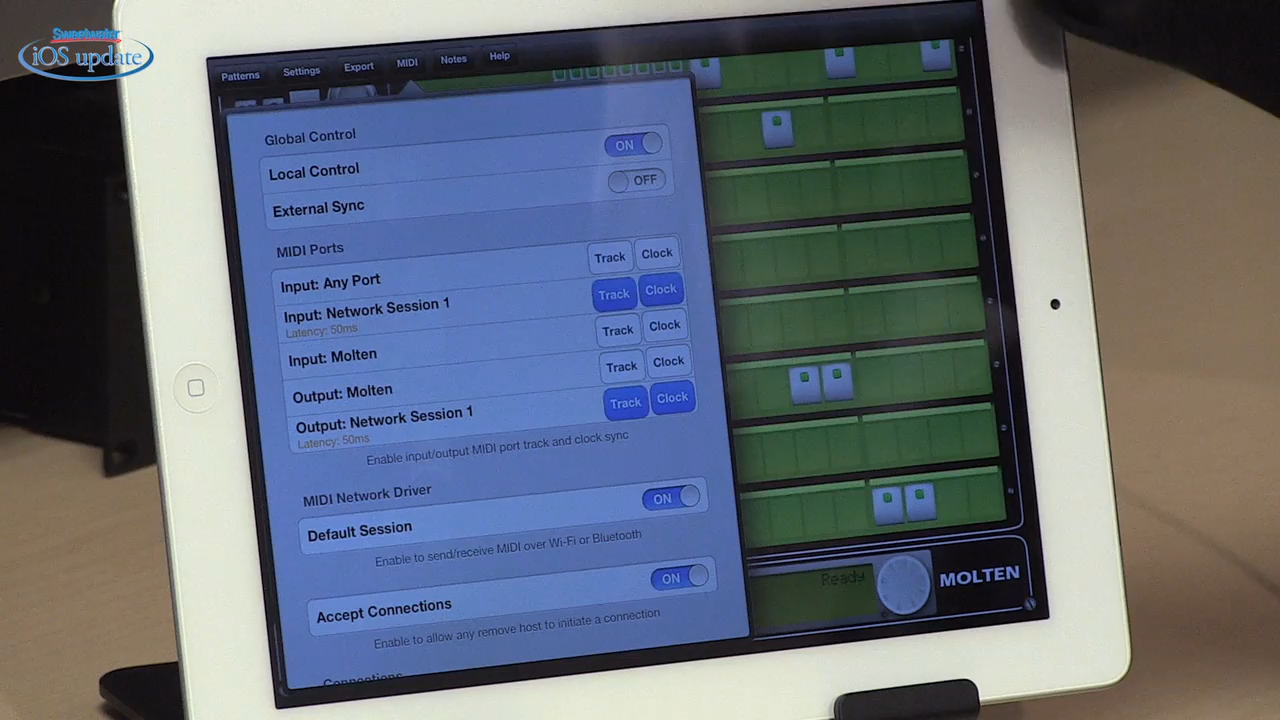 Sweetwater
iOS update
Patterns Settings Export MIDI Notes Help
Global Control
Local Control ON
External Sync OFF
MIDI Ports
Input: Any Port Track Clock
Input: Network Session 1 Track Clock
Latency: 50ms
Input: Molten Track Clock
Output: Molten Track Clock
Output: Network Session 1 Track Clock
Latency: 50ms
Enable input/output MIDI port track and clock sync
MIDI Network Driver
Default Session ON
Enable to send/receive MIDI over Wi-Fi or Bluetooth
Accept Connections ON
Enable to allow any remove host to initiate a connection
Connections
Ready
MOLTEN